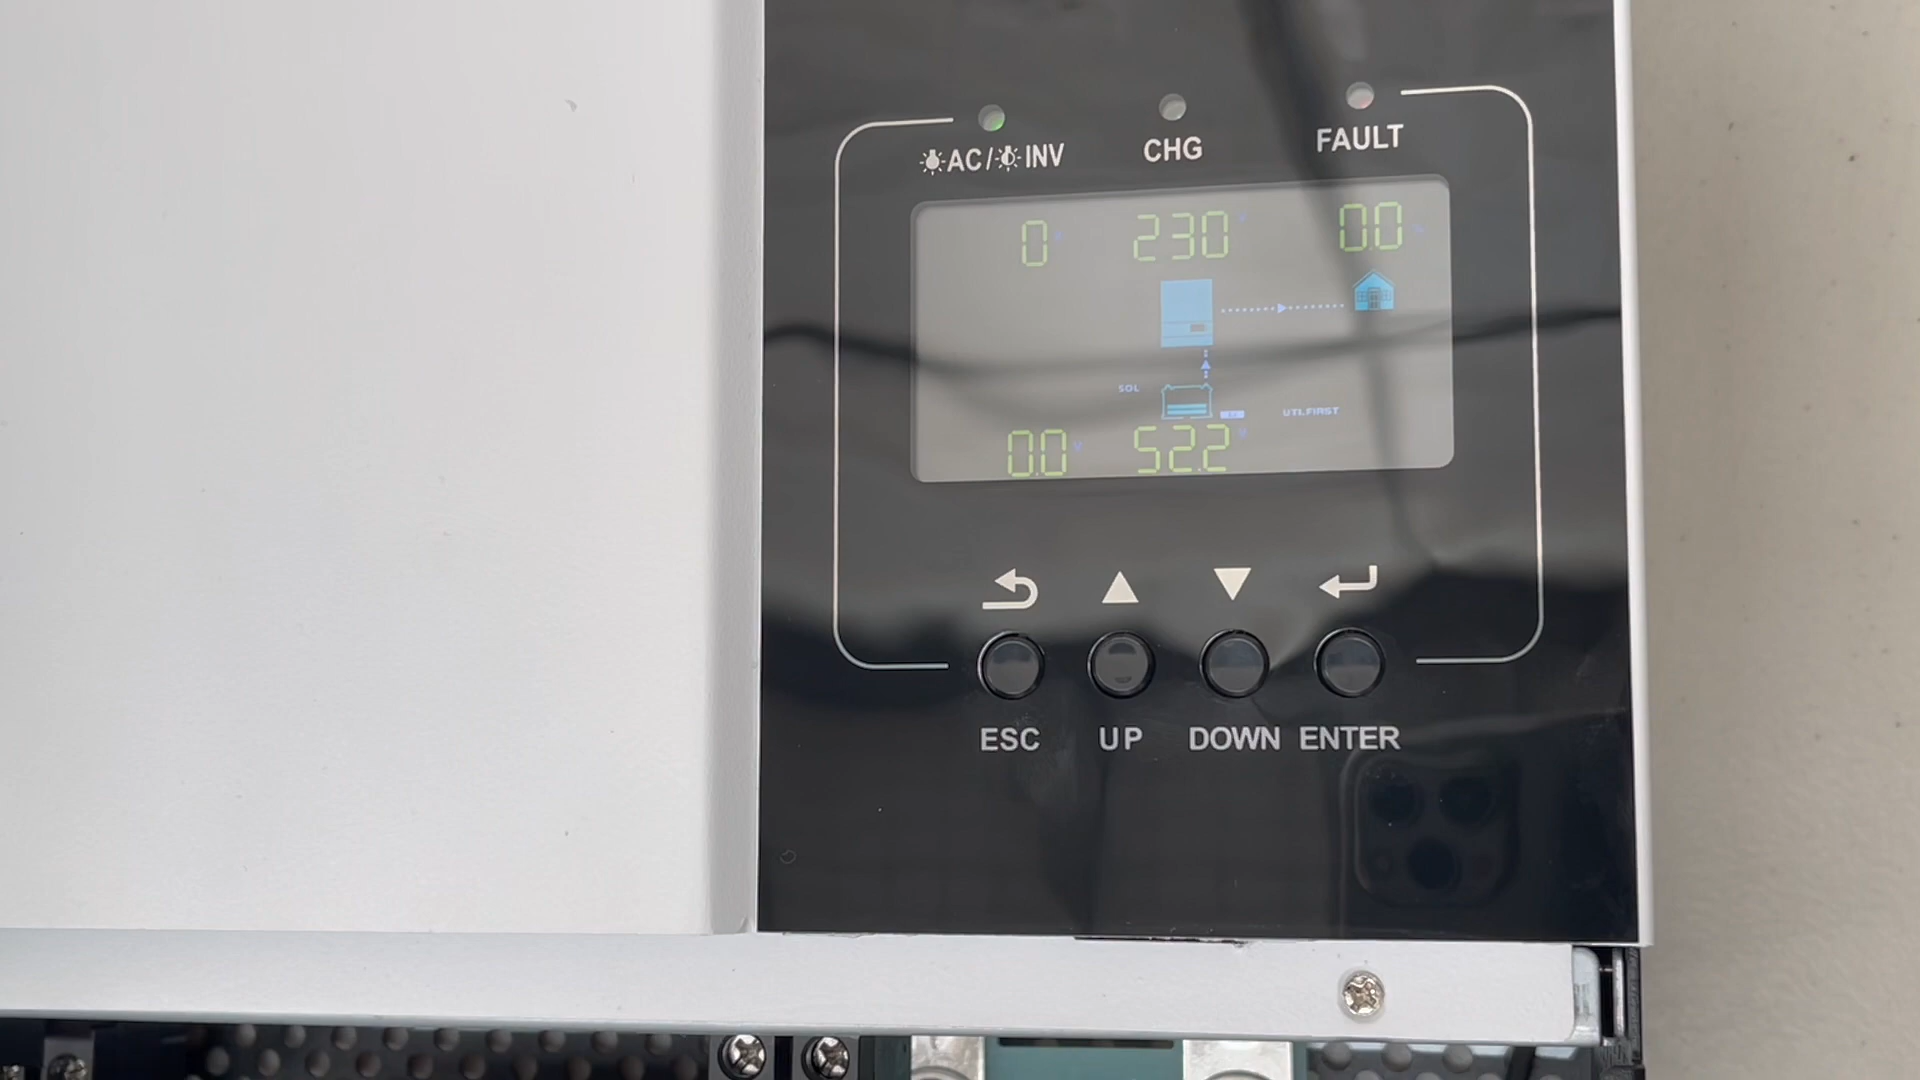 AC/INV
CHG
FAULT
0
230
0.0
SOL
UTI.FIRST
0.0
52.2
ESC
UP
DOWN
ENTER